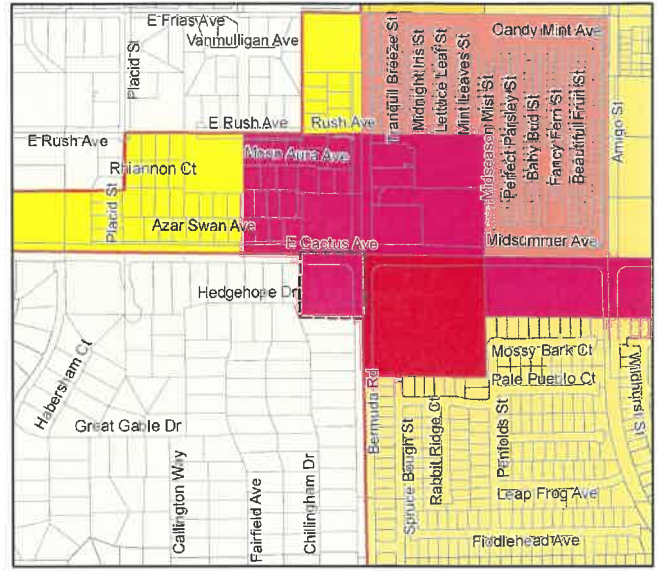 E Frias Ave
Vanmulligan Ave
Placid St
E Rush Ave
E Rush Ave
Rush Ave
Tranquil Breeze St
Midnight Iris St
Lettuce Leaf St
Mint Leaves St
Midseason Mist St
Perfect Parsley St
Baby Bud St
Fancy Fern St
Beautiful Fruit St
Candy Mint Ave
Amigo St
Moon Aura Ave
Rhiannon Ct
Placid St
Azar Swan Ave
E Cactus Ave
Midsummer Ave
Hedgehope Dr
Habersham Ct
Great Gable Dr
Callington Way
Fairfield Ave
Chillingham Dr
Bermuda Rd
Mossy Bark Ct
Pale Pueblo Ct
Wildhurst St
Spruce Bough St
Rabbit Ridge Ct
Penfolds St
Leap Frog Ave
Fiddlehead Ave